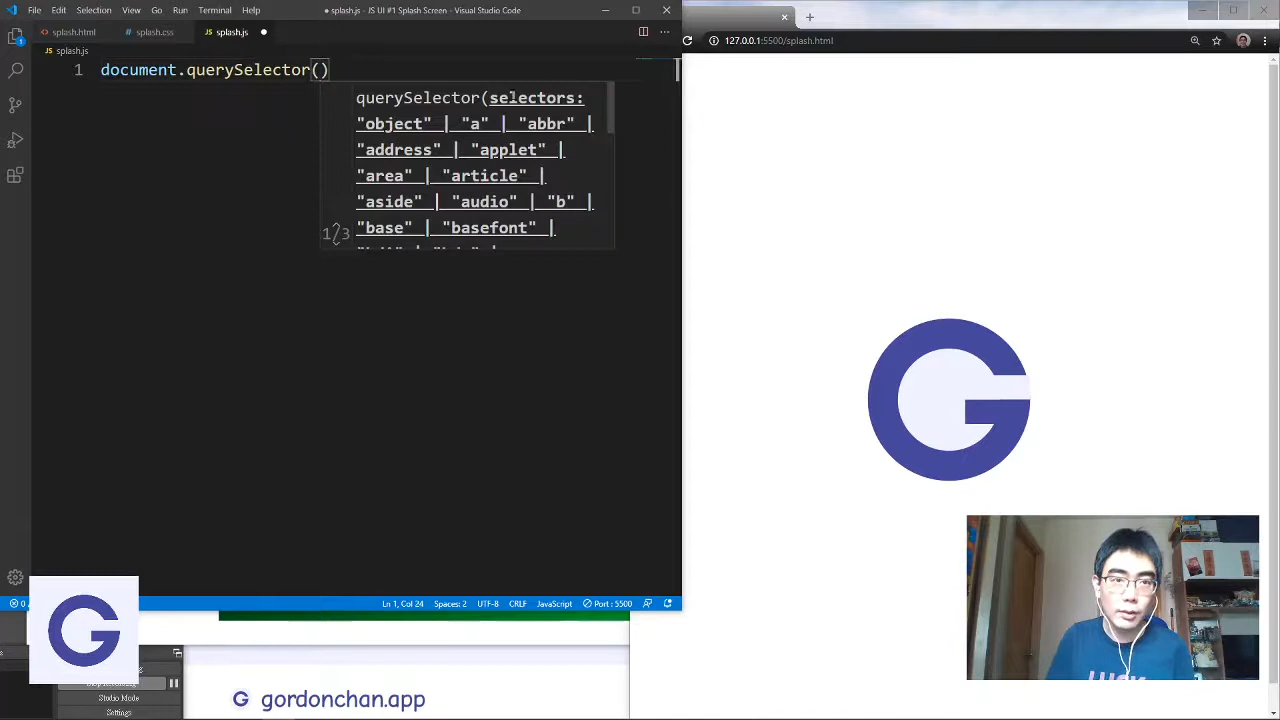 File Edit Selection View Go Run Terminal Help
● splash.js - JS UI #1 Splash Screen - Visual Studio Code
splash.html
# splash.css
JS splash.js ●
JS splash.js
127.0.0.1:5500/splash.html
1 document.querySelector()
querySelector(selectors:
"object" | "a" | "abbr" |
"address" | "applet" |
"area" | "article" |
"aside" | "audio" | "b" |
"base" | "basefont" |
1/3
Ln 1, Col 24 Spaces: 2 UTF-8 CRLF JavaScript Port : 5500
Studio Mode
Settings
G gordonchan.app
LUCK